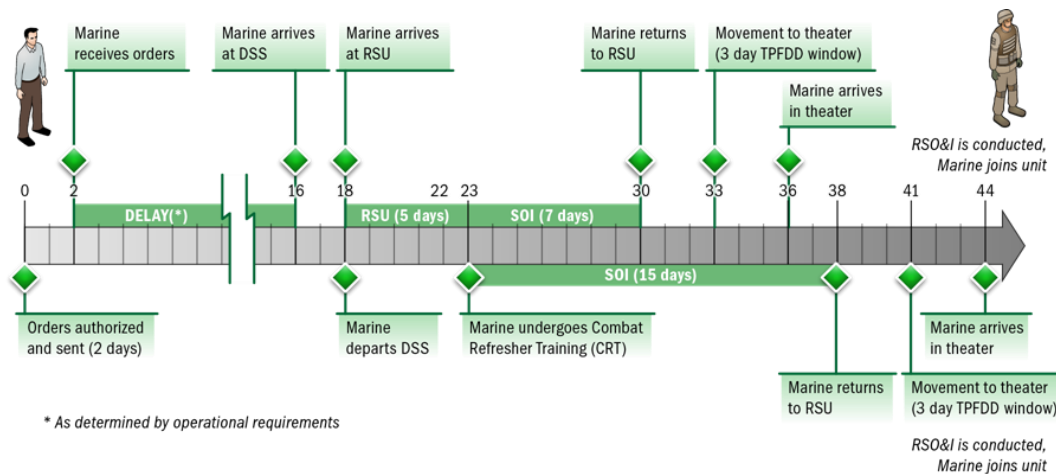 Marine
receives orders
Marine arrives
at DSS
Marine arrives
at RSU
Marine returns
to RSU
Movement to theater
(3 day TPFDD window)
Marine arrives
in theater
RSO&I is conducted,
Marine joins unit
0 2 16 18 22 23 30 33 36 38 41 44
DELAY(*)
RSU (5 days)
SOI (7 days)
SOI (15 days)
Orders authorized
and sent (2 days)
Marine
departs DSS
Marine undergoes Combat
Refresher Training (CRT)
Marine arrives
in theater
Marine returns
to RSU
Movement to theater
(3 day TPFDD window)
* As determined by operational requirements
RSO&I is conducted,
Marine joins unit